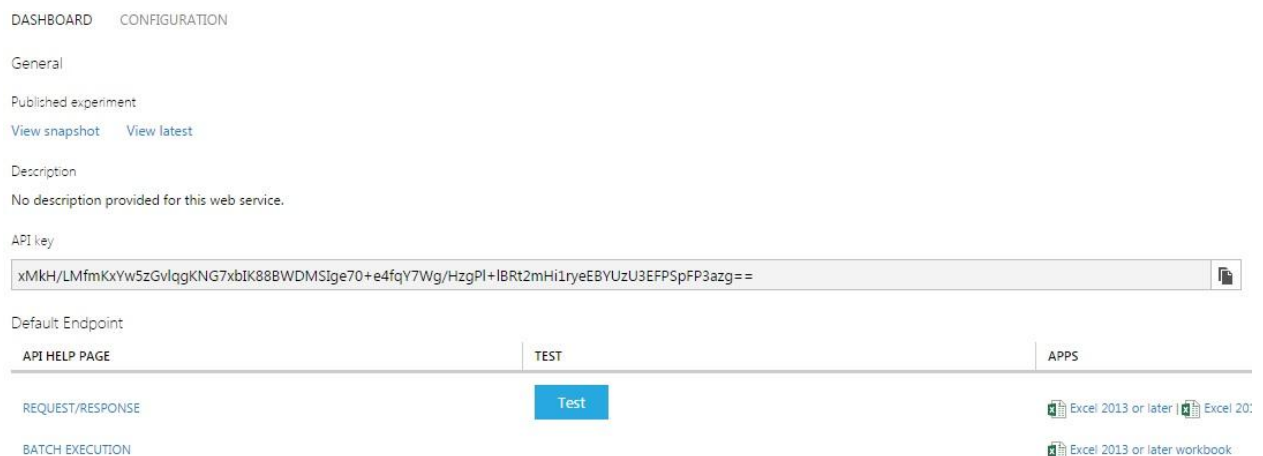 DASHBOARD CONFIGURATION
General
Published experiment
View snapshot View latest
Description
No description provided for this web service.
API key
xMkH/LMfmKxYw5zGvlqgKNG7xbIK88BWDMSIge70+e4fqY7Wg/HzgPl+lBRt2mHi1ryeEBYUzU3EFPSpFP3azg==
Default Endpoint
API HELP PAGE TEST APPS
REQUEST/RESPONSE Test Excel 2013 or later | Excel 201
BATCH EXECUTION Excel 2013 or later workbook